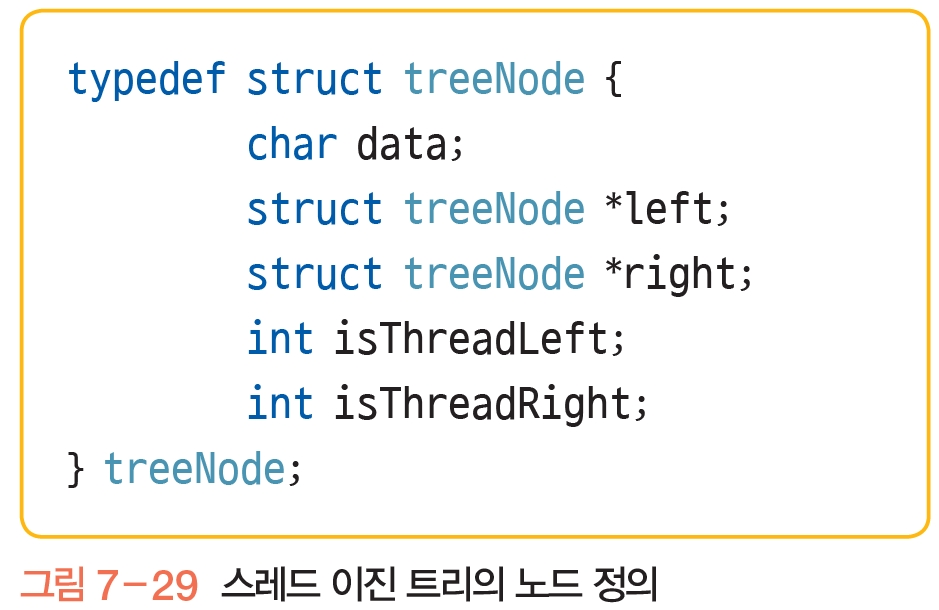 typedef struct treeNode {
char data;
struct treeNode *left;
struct treeNode *right;
int isThreadLeft;
int isThreadRight;
} treeNode;
그림 7-29 스레드 이진 트리의 노드 정의